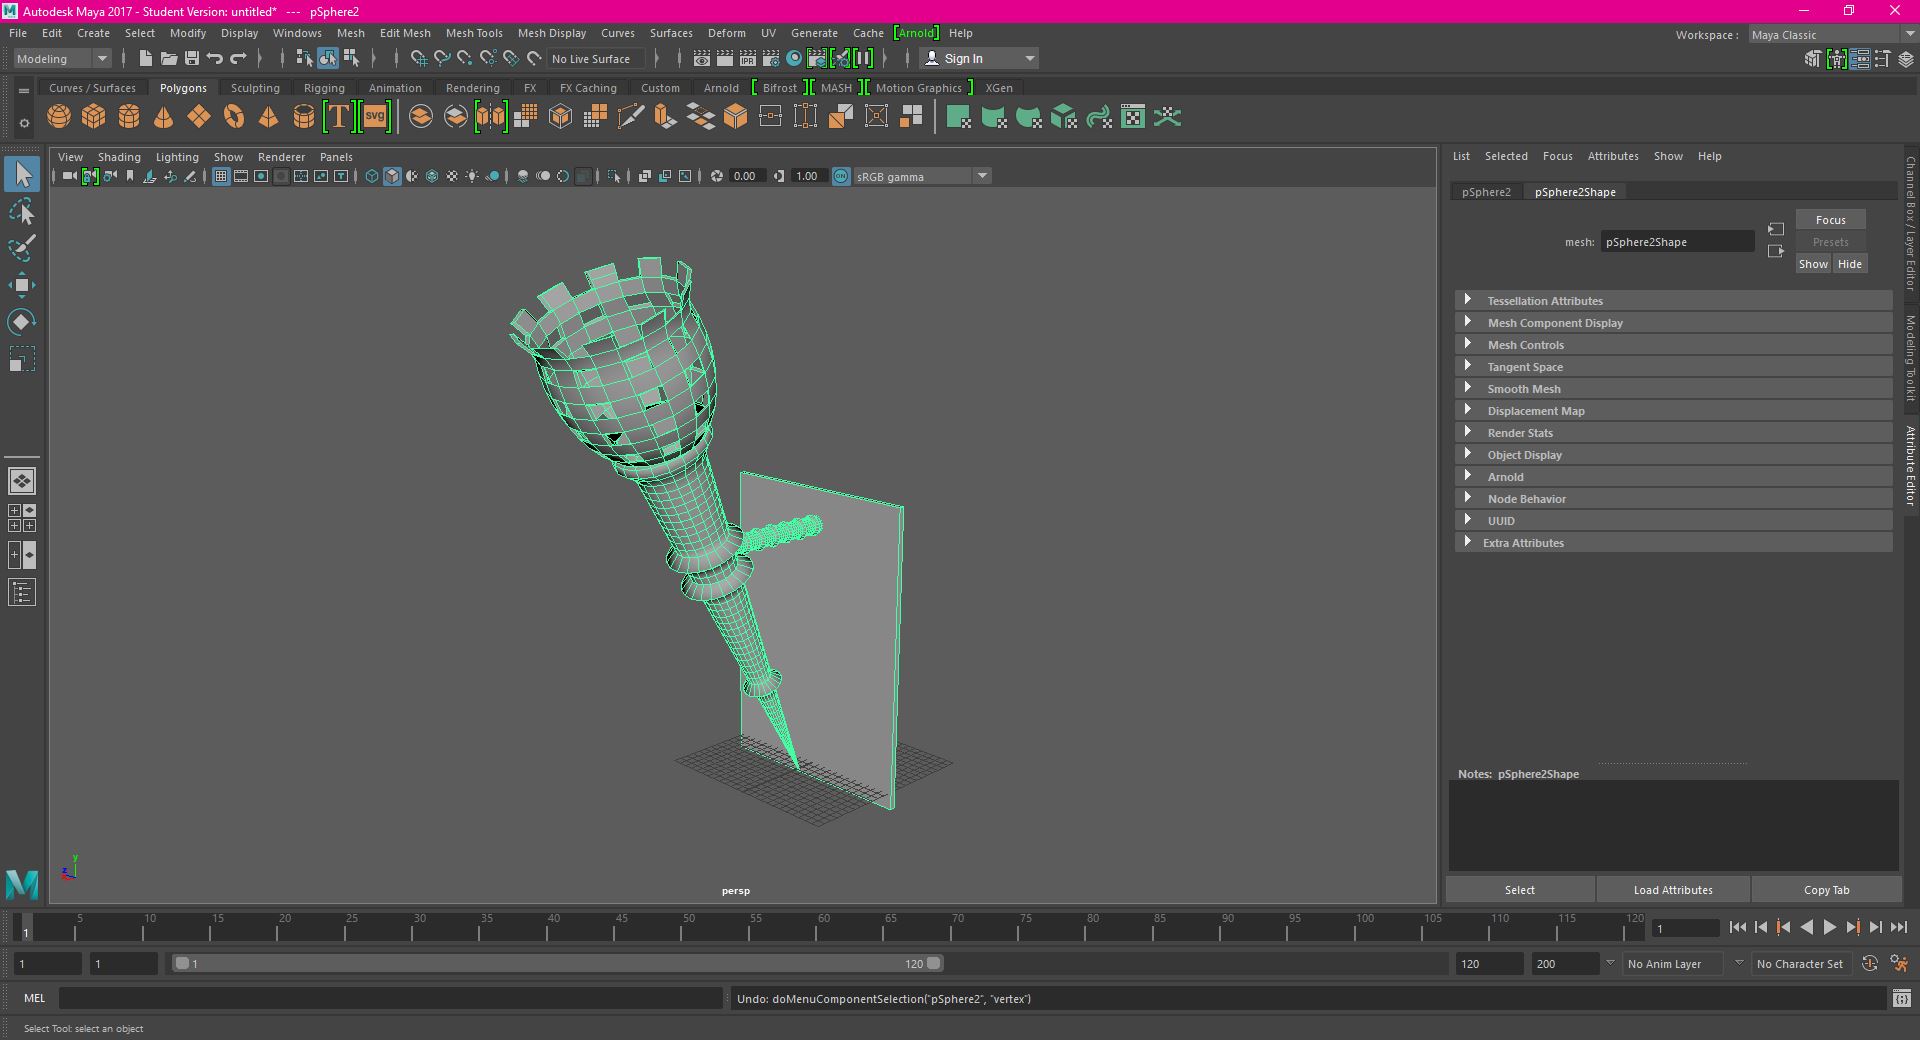 Autodesk Maya 2017 - Student Version: untitled* --- pSphere2
File Edit Create Select Modify Display Windows Mesh Edit Mesh Mesh Tools Mesh Display Curves Surfaces Deform UV Generate Cache [Arnold] Help Workspace : Maya Classic
Modeling No Live Surface IPR Sign In
Curves / Surfaces Polygons Sculpting Rigging Animation Rendering FX FX Caching Custom Arnold [ Bifrost ][ MASH ][ Motion Graphics ] XGen
T svg
View Shading Lighting Show Renderer Panels
0.00 1.00 ON sRGB gamma
List Selected Focus Attributes Show Help
pSphere2 pSphere2Shape
mesh: pSphere2Shape
Focus
Presets
Show Hide
Tessellation Attributes
Mesh Component Display
Mesh Controls
Tangent Space
Smooth Mesh
Displacement Map
Render Stats
Object Display
Arnold
Node Behavior
UUID
Extra Attributes
Channel Box / Layer Editor
Modeling Toolkit
Attribute Editor
Notes: pSphere2Shape
Select Load Attributes Copy Tab
y
z
persp
5 10 15 20 25 30 35 40 45 50 55 60 65 70 75 80 85 90 95 100 105 110 115 120
1 1
1 1 1 120 120 200 No Anim Layer No Character Set
MEL Undo: doMenuComponentSelection("pSphere2", "vertex")
Select Tool: select an object